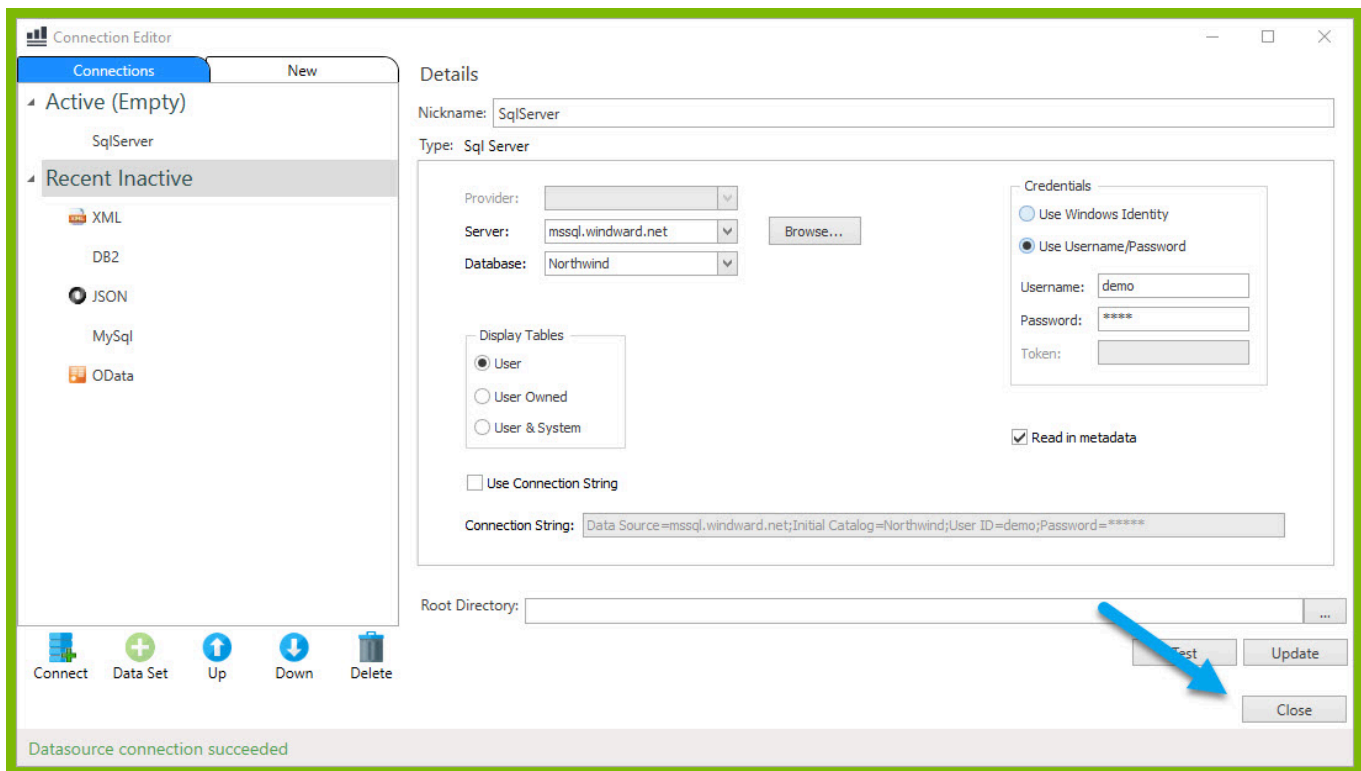 Connection Editor
Connections
New
Active (Empty)
SqlServer
Recent Inactive
XML
DB2
JSON
MySql
OData
Connect
Data Set
Up
Down
Delete
Details
Nickname: SqlServer
Type: Sql Server
Provider:
Server: mssql.windward.net Browse...
Database: Northwind
Credentials
Use Windows Identity
Use Username/Password
Username: demo
Password: ****
Token:
Display Tables
User
User Owned
User & System
Read in metadata
Use Connection String
Connection String: Data Source=mssql.windward.net;Initial Catalog=Northwind;User ID=demo;Password=*****
Root Directory: ...
Test Update
Close
Datasource connection succeeded